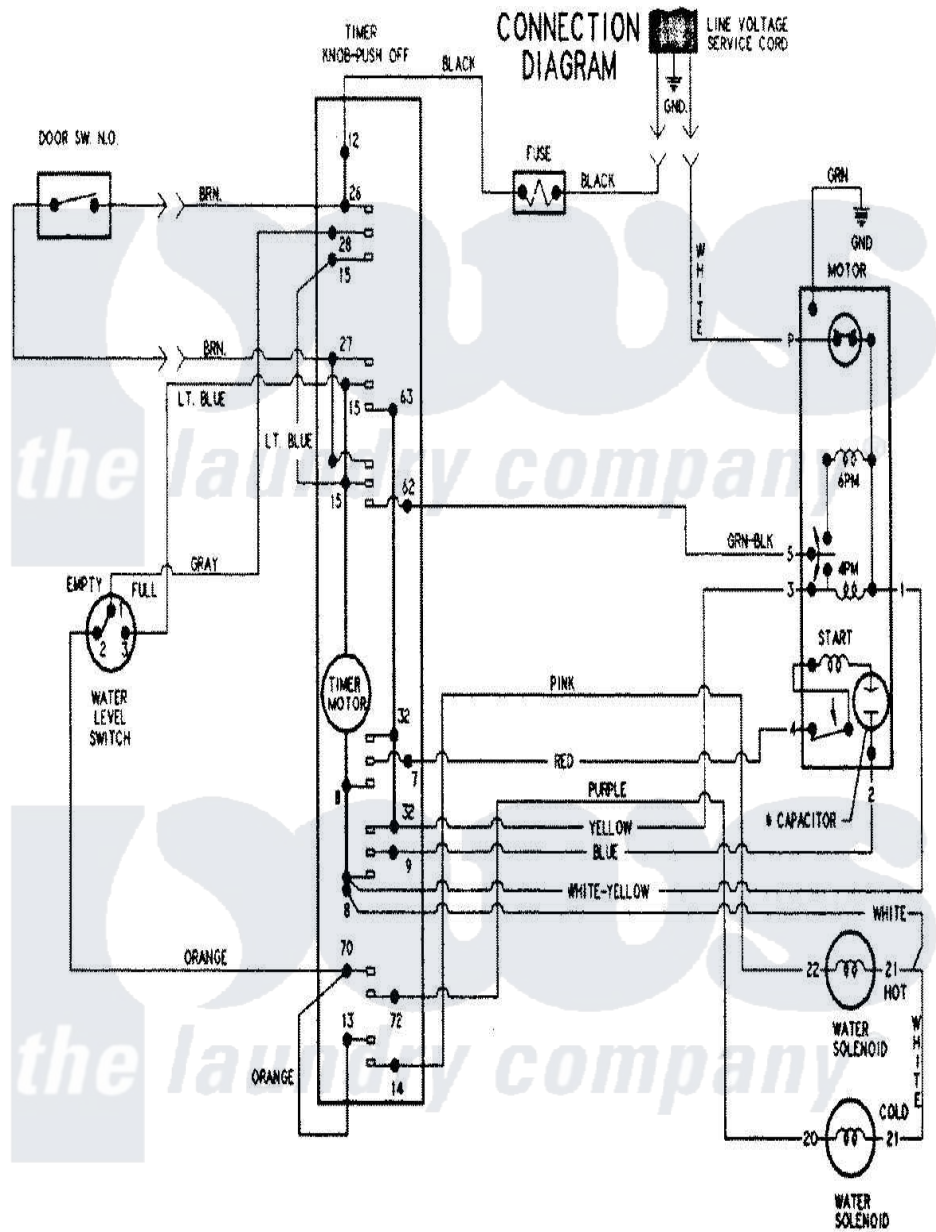 CONNECTION
DIAGRAM
LINE VOLTAGE
SERVICE CORD
TIMER
KNOB-PUSH OFF
BLACK
GND.
DOOR SW. N.O.
12
FUSE
BLACK
BRN.
26
GRN
28
15
GND
WHITE
MOTOR
BRN.
27
P
LT. BLUE
15
63
LT. BLUE
the laundry company®
6PM
15
62
GRN-BLK
5
GRAY
4PM
EMPTY
FULL
3
1
1
2
3
START
WATER
LEVEL
SWITCH
TIMER
MOTOR
PINK
32
4
RED
7
8
PURPLE
2
32
YELLOW
* CAPACITOR
BLUE
9
WHITE-YELLOW
8
WHITE
70
ORANGE
22
21
HOT
72
13
WATER
SOLENOID
WHITE
the laundry company®
ORANGE
14
COLD
20
21
WATER
SOLENOID